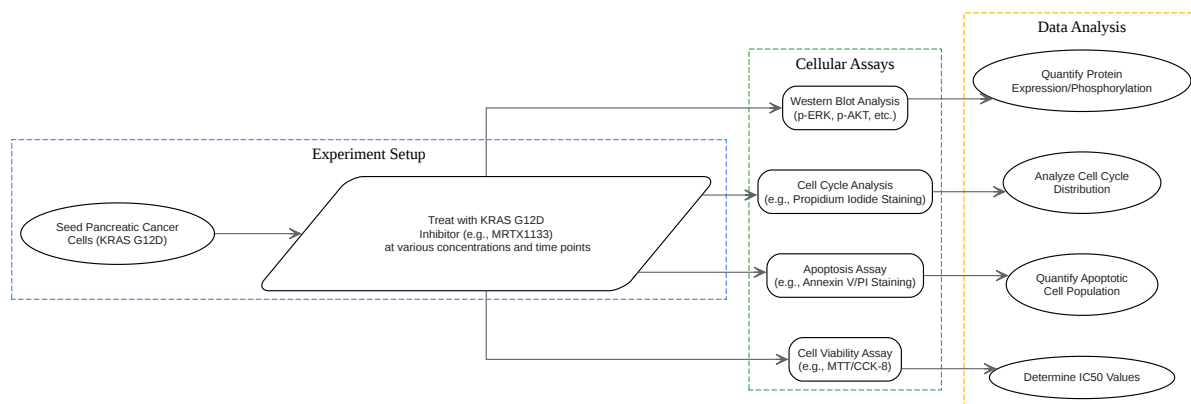 Experiment Setup
Seed Pancreatic Cancer
Cells (KRAS G12D)
Treat with KRAS G12D
Inhibitor (e.g., MRTX1133)
at various concentrations and time points
Cellular Assays
Western Blot Analysis
(p-ERK, p-AKT, etc.)
Cell Cycle Analysis
(e.g., Propidium Iodide Staining)
Apoptosis Assay
(e.g., Annexin V/PI Staining)
Cell Viability Assay
(e.g., MTT/CCK-8)
Data Analysis
Quantify Protein
Expression/Phosphorylation
Analyze Cell Cycle
Distribution
Quantify Apoptotic
Cell Population
Determine IC50 Values